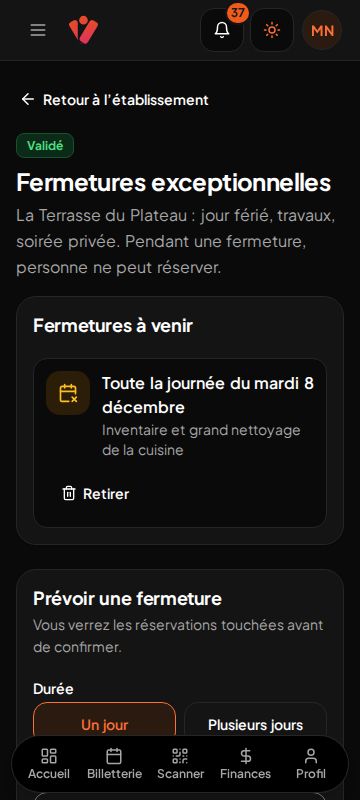 37
MN
Retour à l'établissement
Validé
Fermetures exceptionnelles
La Terrasse du Plateau : jour férié, travaux,
soirée privée. Pendant une fermeture,
personne ne peut réserver.
Fermetures à venir
Toute la journée du mardi 8
décembre
Inventaire et grand nettoyage
de la cuisine
Retirer
Prévoir une fermeture
Vous verrez les réservations touchées avant
de confirmer.
Durée
Un jour Plusieurs jours
Accueil Billetterie Scanner Finances Profil